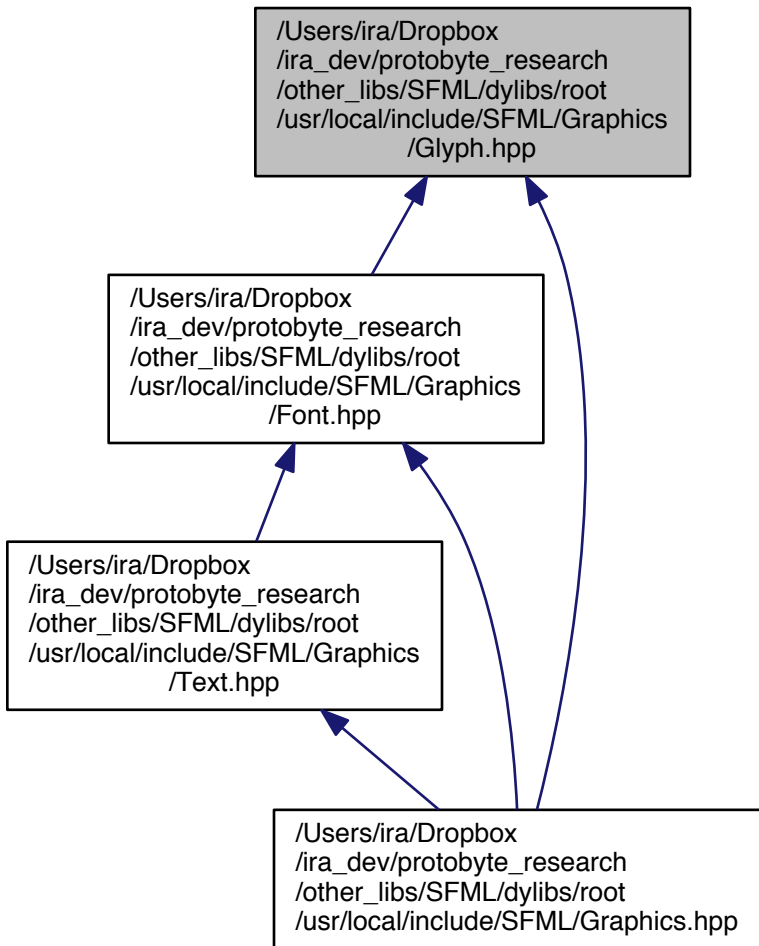 /Users/ira/Dropbox
/ira_dev/protobyte_research
/other_libs/SFML/dylibs/root
/usr/local/include/SFML/Graphics
/Glyph.hpp
/Users/ira/Dropbox
/ira_dev/protobyte_research
/other_libs/SFML/dylibs/root
/usr/local/include/SFML/Graphics
/Font.hpp
/Users/ira/Dropbox
/ira_dev/protobyte_research
/other_libs/SFML/dylibs/root
/usr/local/include/SFML/Graphics
/Text.hpp
/Users/ira/Dropbox
/ira_dev/protobyte_research
/other_libs/SFML/dylibs/root
/usr/local/include/SFML/Graphics.hpp